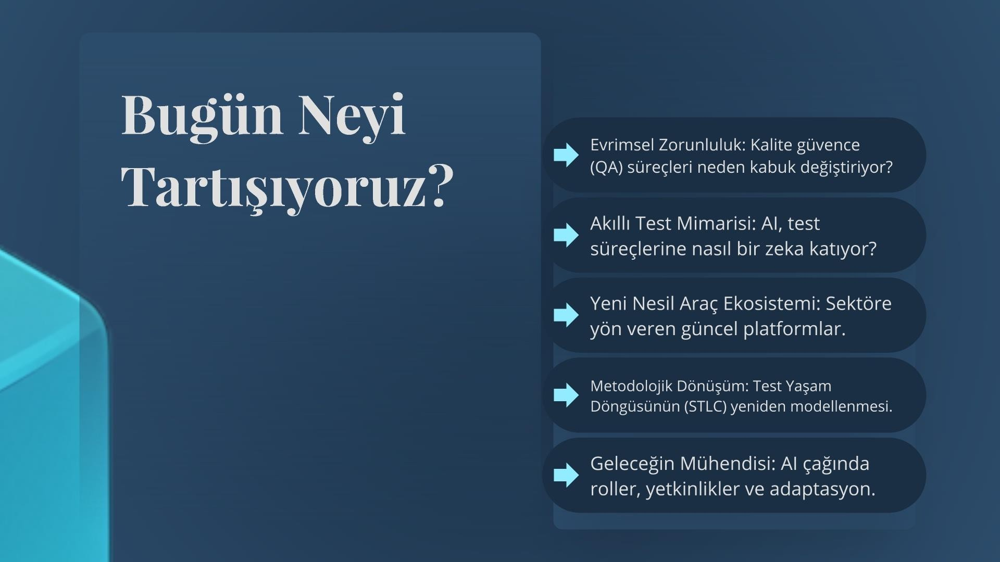 Bugün Neyi
Tartışıyoruz?
Evrimsel Zorunluluk: Kalite güvence
(QA) süreçleri neden kabuk değiştiriyor?
Akıllı Test Mimarisi: AI, test
süreçlerine nasıl bir zeka katıyor?
Yeni Nesil Araç Ekosistemi: Sektöre
yön veren güncel platformlar.
Metodolojik Dönüşüm: Test Yaşam
Döngüsünün (STLC) yeniden modellenmesi.
Geleceğin Mühendisi: AI çağında
roller, yetkinlikler ve adaptasyon.